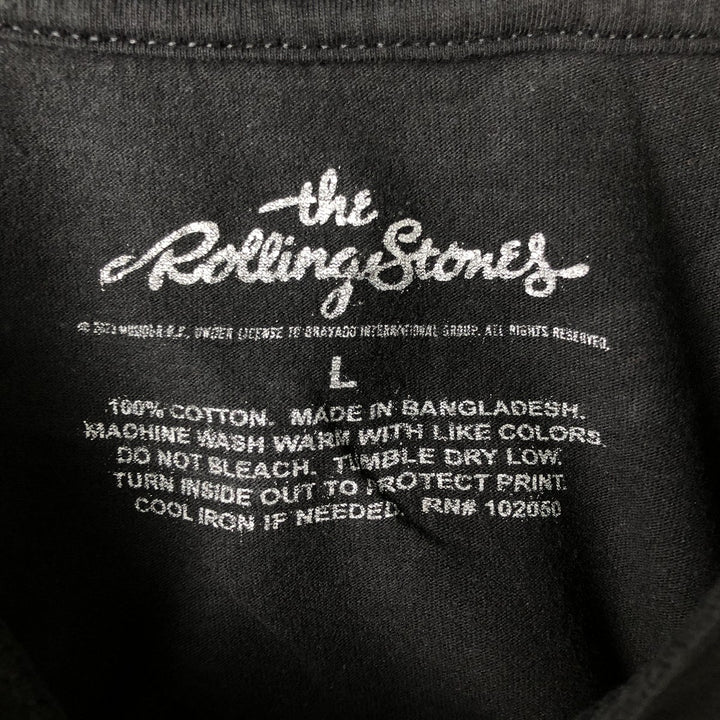 the
Rolling Stones
© MUSIDOR B.V., UNDER LICENSE TO BRAVADO INTERNATIONAL GROUP. ALL RIGHTS RESERVED.
L
100% COTTON. MADE IN BANGLADESH.
MACHINE WASH WARM WITH LIKE COLORS.
DO NOT BLEACH. TUMBLE DRY LOW.
TURN INSIDE OUT TO PROTECT PRINT.
COOL IRON IF NEEDED. RN# 102050